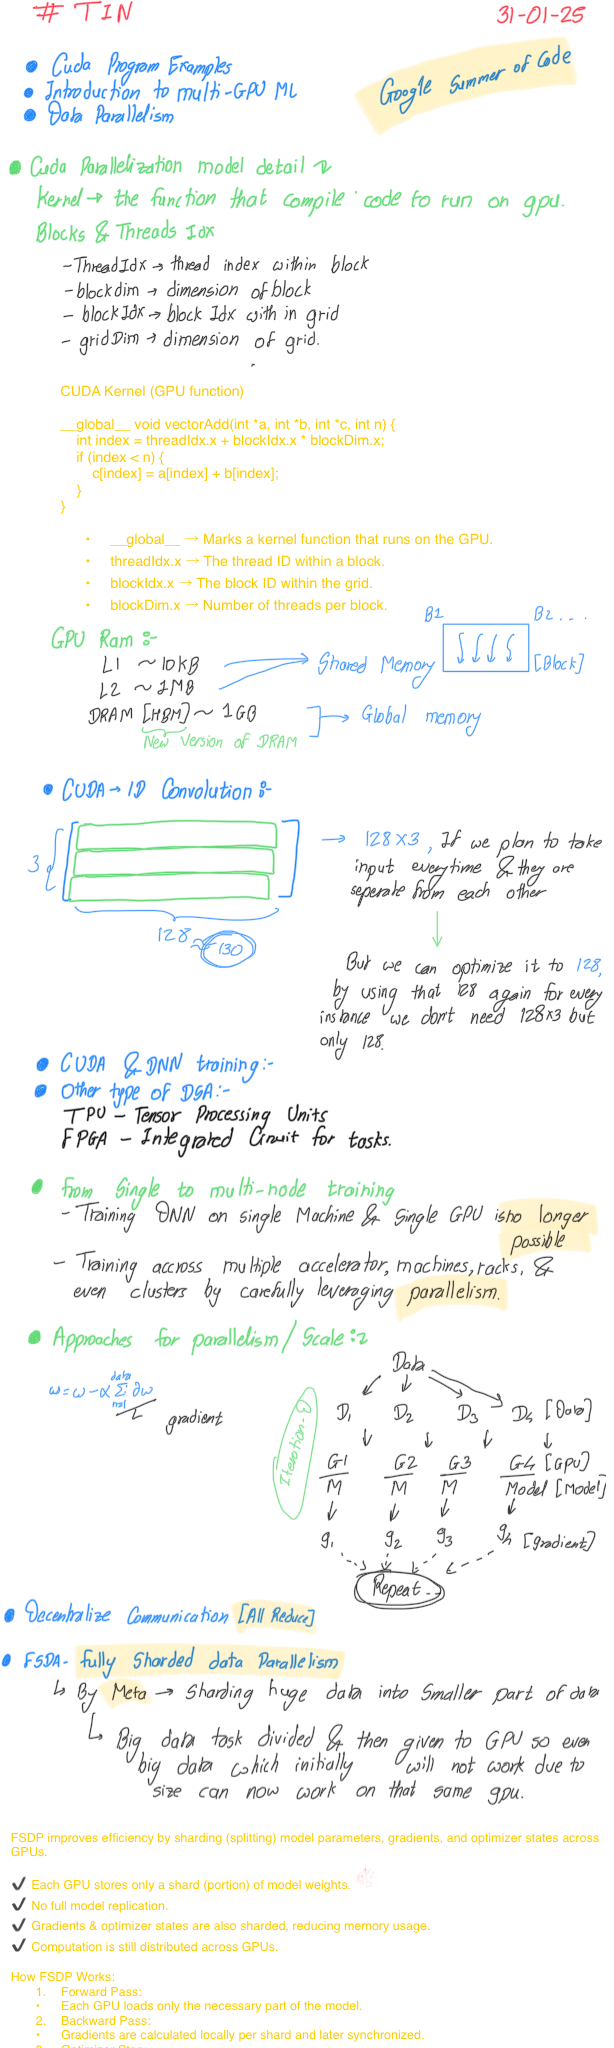 # TIN
31-01-25
• Cuda Program Examples
• Introduction to multi-GPU ML
• Data Parallelism
Google Summer of Code
• Cuda Parallelization model detail
Kernel → the function that compile code to run on gpu.
Blocks & Threads Idx
- ThreadIdx → thread index within block
- blockdim → dimension of block
- blockIdx → block Idx with in grid
- gridDim → dimension of grid.
CUDA Kernel (GPU function)
__global__ void vectorAdd(int *a, int *b, int *c, int n) {
int index = threadIdx.x + blockIdx.x * blockDim.x;
if (index < n) {
c[index] = a[index] + b[index];
}
}
• __global__ → Marks a kernel function that runs on the GPU.
• threadIdx.x → The thread ID within a block.
• blockIdx.x → The block ID within the grid.
• blockDim.x → Number of threads per block.
B1 B2 ...
[Block]
GPU Ram :-
L1 ~ 10KB
L2 ~ 1MB
Shared Memory
DRAM [HBM] ~ 1GB → Global memory
New Version of DRAM
• CUDA → 1D Convolution :-
3
128 ≈ 130
→ 128×3, If we plan to take
input everytime & they are
seperate from each other
But we can optimize it to 128,
by using that 128 again for every
instance we don't need 128×3 but
only 128.
• CUDA & DNN training:-
• Other type of DSA:-
TPU - Tensor Processing Units
FPGA - Integrated Circuit for tasks.
• from Single to multi-node training
- Training DNN on single Machine & Single GPU is no longer
possible
- Training accross multiple accelerator, machines, racks, &
even clusters by carefully leveraging parallelism.
• Approaches for parallelism / Scale :-
w = w - α Σ ∂w
data
n=1
gradient
Iteration-①
Data
D1 D2 D3 D4 [Data]
G1 G2 G3 G4 [GPU]
M M M Model [Model]
g1 g2 g3 g4 [gradient]
Repeat...
• Decentralize Communication [All Reduce]
• FSDA- fully Sharded data Parallelism
↳ By Meta → Sharding huge data into Smaller part of data
↳ Big data task divided & then given to GPU so even
big data which initially will not work due to
size can now work on that same gpu.
FSDP improves efficiency by sharding (splitting) model parameters, gradients, and optimizer states across
GPUs.
✔ Each GPU stores only a shard (portion) of model weights.
✔ No full model replication.
✔ Gradients & optimizer states are also sharded, reducing memory usage.
✔ Computation is still distributed across GPUs.
How FSDP Works:
1. Forward Pass:
• Each GPU loads only the necessary part of the model.
2. Backward Pass:
• Gradients are calculated locally per shard and later synchronized.